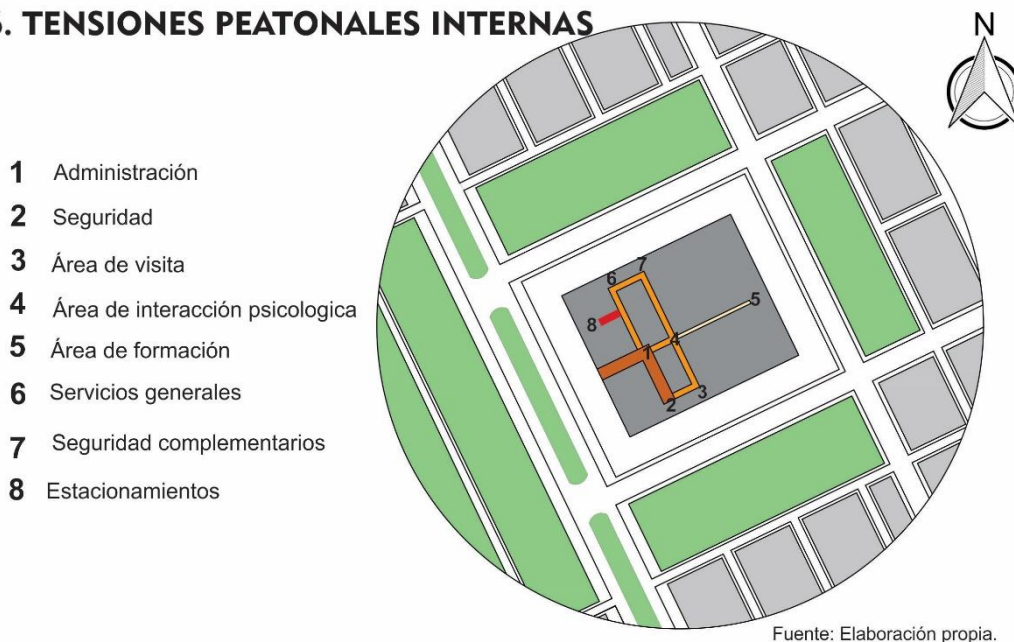 . TENSIONES PEATONALES INTERNAS
N
1 Administración
2 Seguridad
3 Área de visita
4 Área de interacción psicologica
5 Área de formación
6 Servicios generales
7 Seguridad complementarios
8 Estacionamientos
7
6
5
8
4
1
3
2
Fuente: Elaboración propia.